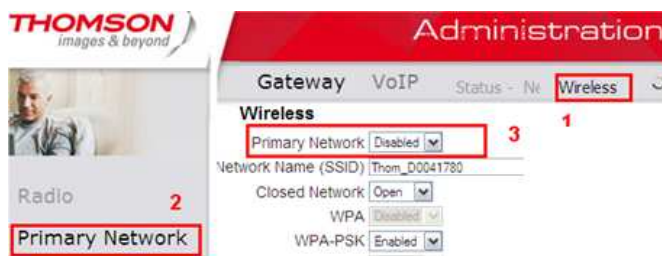 THOMSON
images & beyond
Administration
Gateway VoIP Status - Ne Wireless
1
Wireless
Primary Network Disabled
3
Network Name (SSID) Thom_D0041780
Closed Network Open
WPA Disabled
WPA-PSK Enabled
Radio
2
Primary Network